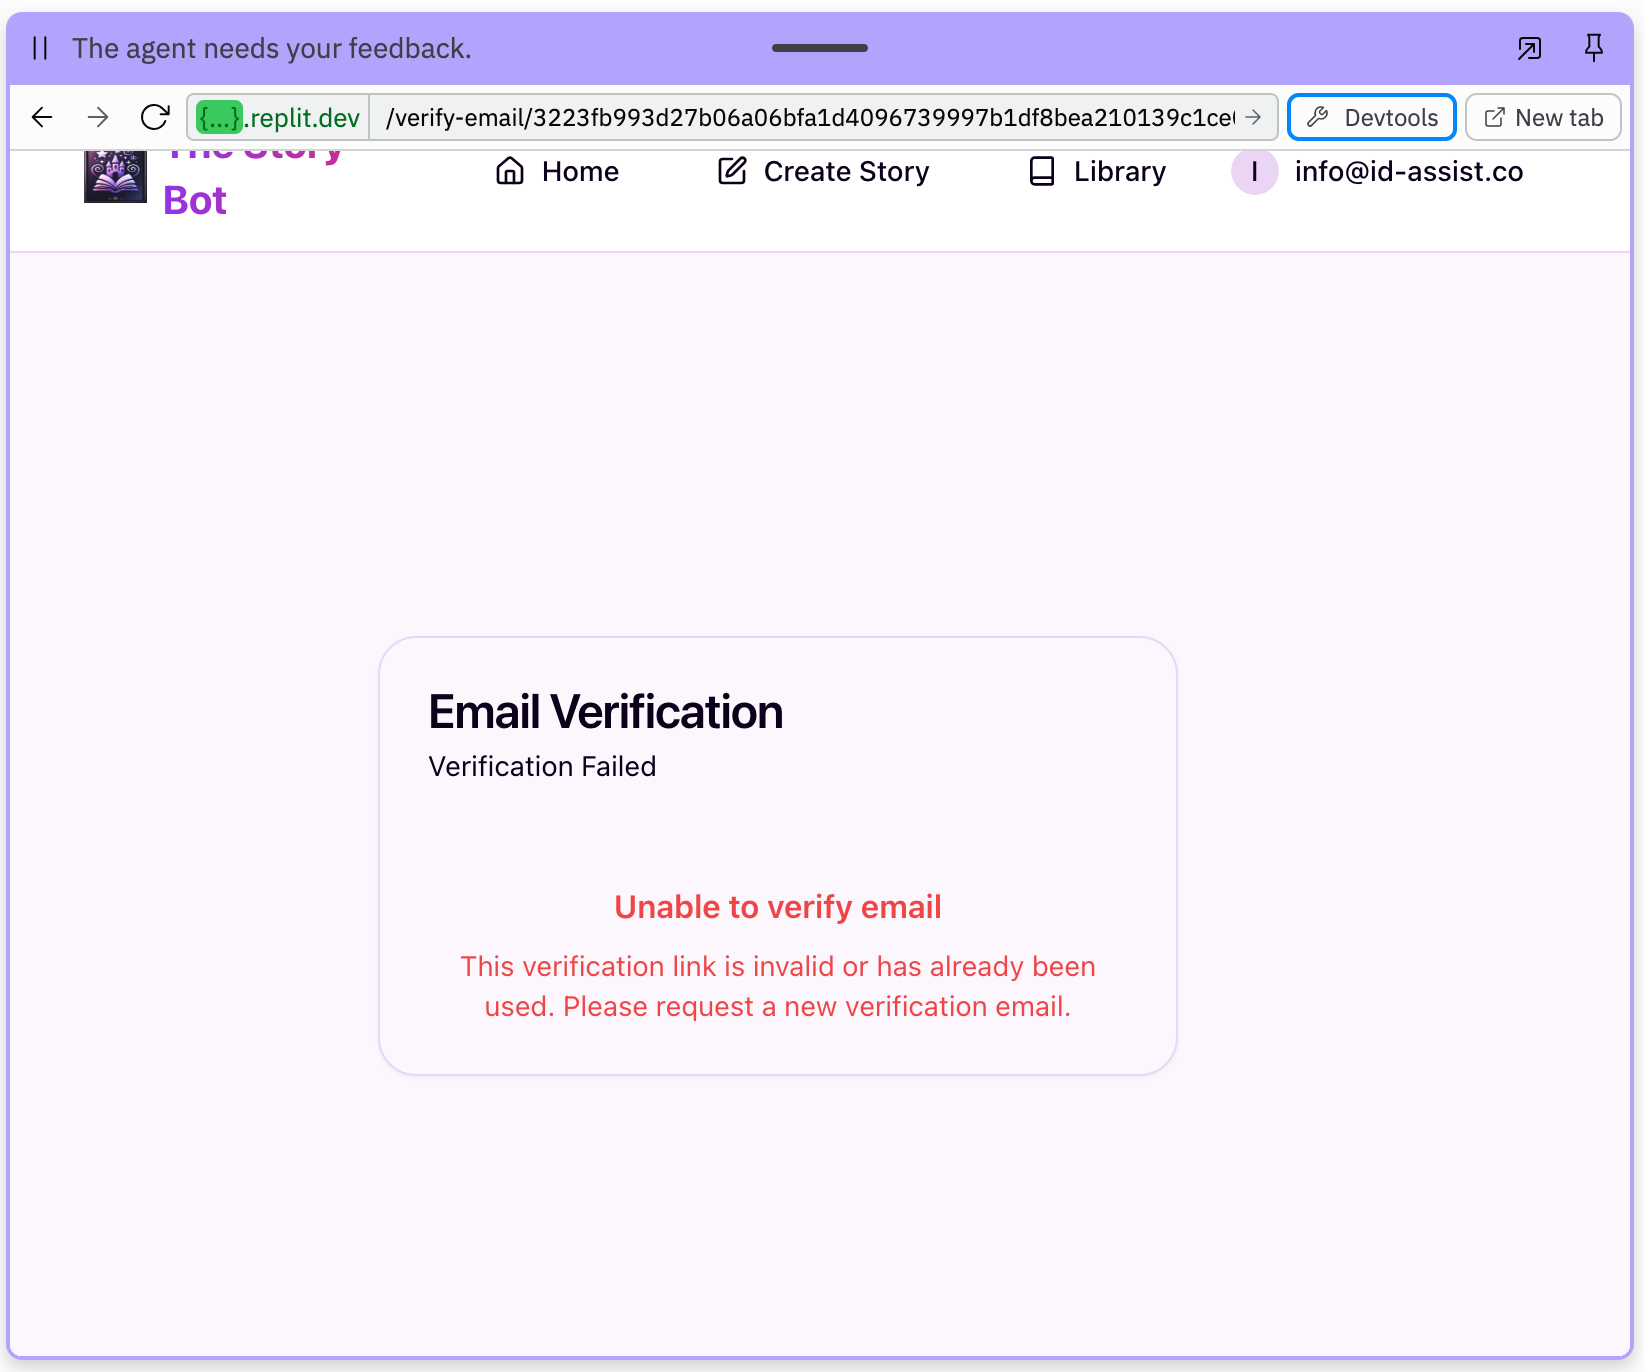 The agent needs your feedback.
{...}.replit.dev /verify-email/3223fb993d27b06a06bfa1d4096739997b1df8bea210139c1ce Devtools New tab
The Story
Bot
Home Create Story Library I info@id-assist.co
Email Verification
Verification Failed
Unable to verify email
This verification link is invalid or has already been
used. Please request a new verification email.